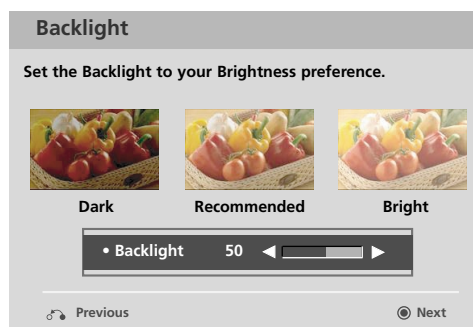 Backlight
Set the Backlight to your Brightness preference.
Dark Recommended Bright
• Backlight 50
Previous Next